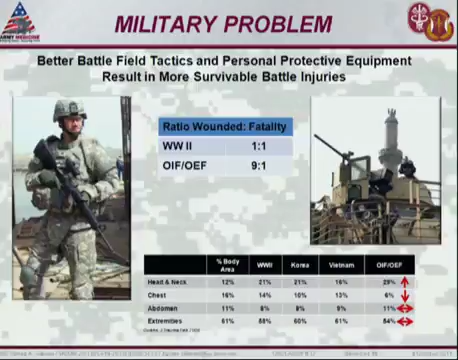 ARMY MEDICINE
MILITARY PROBLEM
Better Battle Field Tactics and Personal Protective Equipment
Result in More Survivable Battle Injuries
Ratio Wounded: Fatality
WW II 1:1
OIF/OEF 9:1
% Body Area WWII Korea Vietnam OIF/OEF
Head & Neck 12% 21% 21% 16% 29%
Chest 16% 14% 10% 13% 6%
Abdomen 11% 8% 9% 11%
Extremities 61% 58% 60% 61% 54%